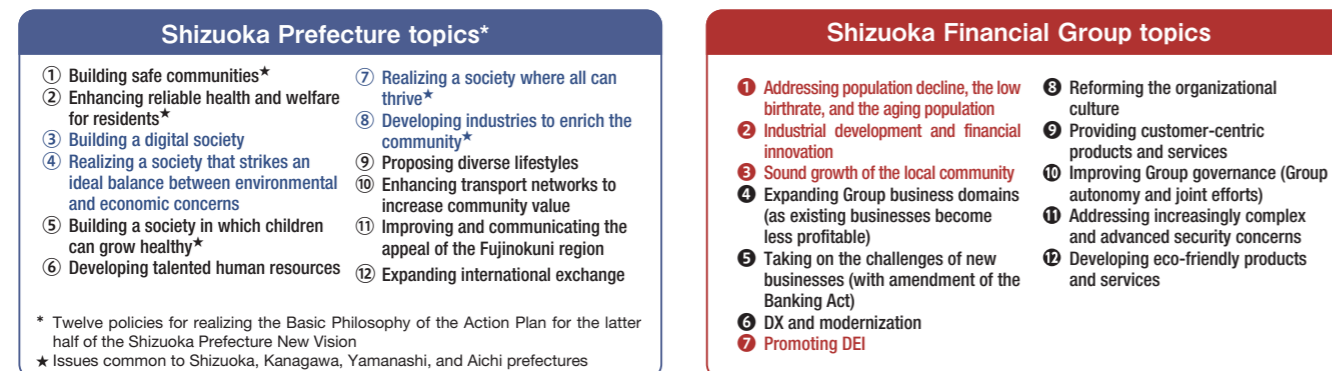 Shizuoka Prefecture topics*
① Building safe communities★
② Enhancing reliable health and welfare
for residents★
③ Building a digital society
④ Realizing a society that strikes an
ideal balance between environmental
and economic concerns
⑤ Building a society in which children
can grow healthy★
⑥ Developing talented human resources
⑦ Realizing a society where all can
thrive★
⑧ Developing industries to enrich the
community★
⑨ Proposing diverse lifestyles
⑩ Enhancing transport networks to
increase community value
⑪ Improving and communicating the
appeal of the Fujinokuni region
⑫ Expanding international exchange
* Twelve policies for realizing the Basic Philosophy of the Action Plan for the latter
half of the Shizuoka Prefecture New Vision
★ Issues common to Shizuoka, Kanagawa, Yamanashi, and Aichi prefectures
Shizuoka Financial Group topics
❶ Addressing population decline, the low
birthrate, and the aging population
❷ Industrial development and financial
innovation
❸ Sound growth of the local community
❹ Expanding Group business domains
(as existing businesses become
less profitable)
❺ Taking on the challenges of new
businesses (with amendment of the
Banking Act)
❻ DX and modernization
❼ Promoting DEI
❽ Reforming the organizational
culture
❾ Providing customer-centric
products and services
❿ Improving Group governance (Group
autonomy and joint efforts)
⓫ Addressing increasingly complex
and advanced security concerns
⓬ Developing eco-friendly products
and services